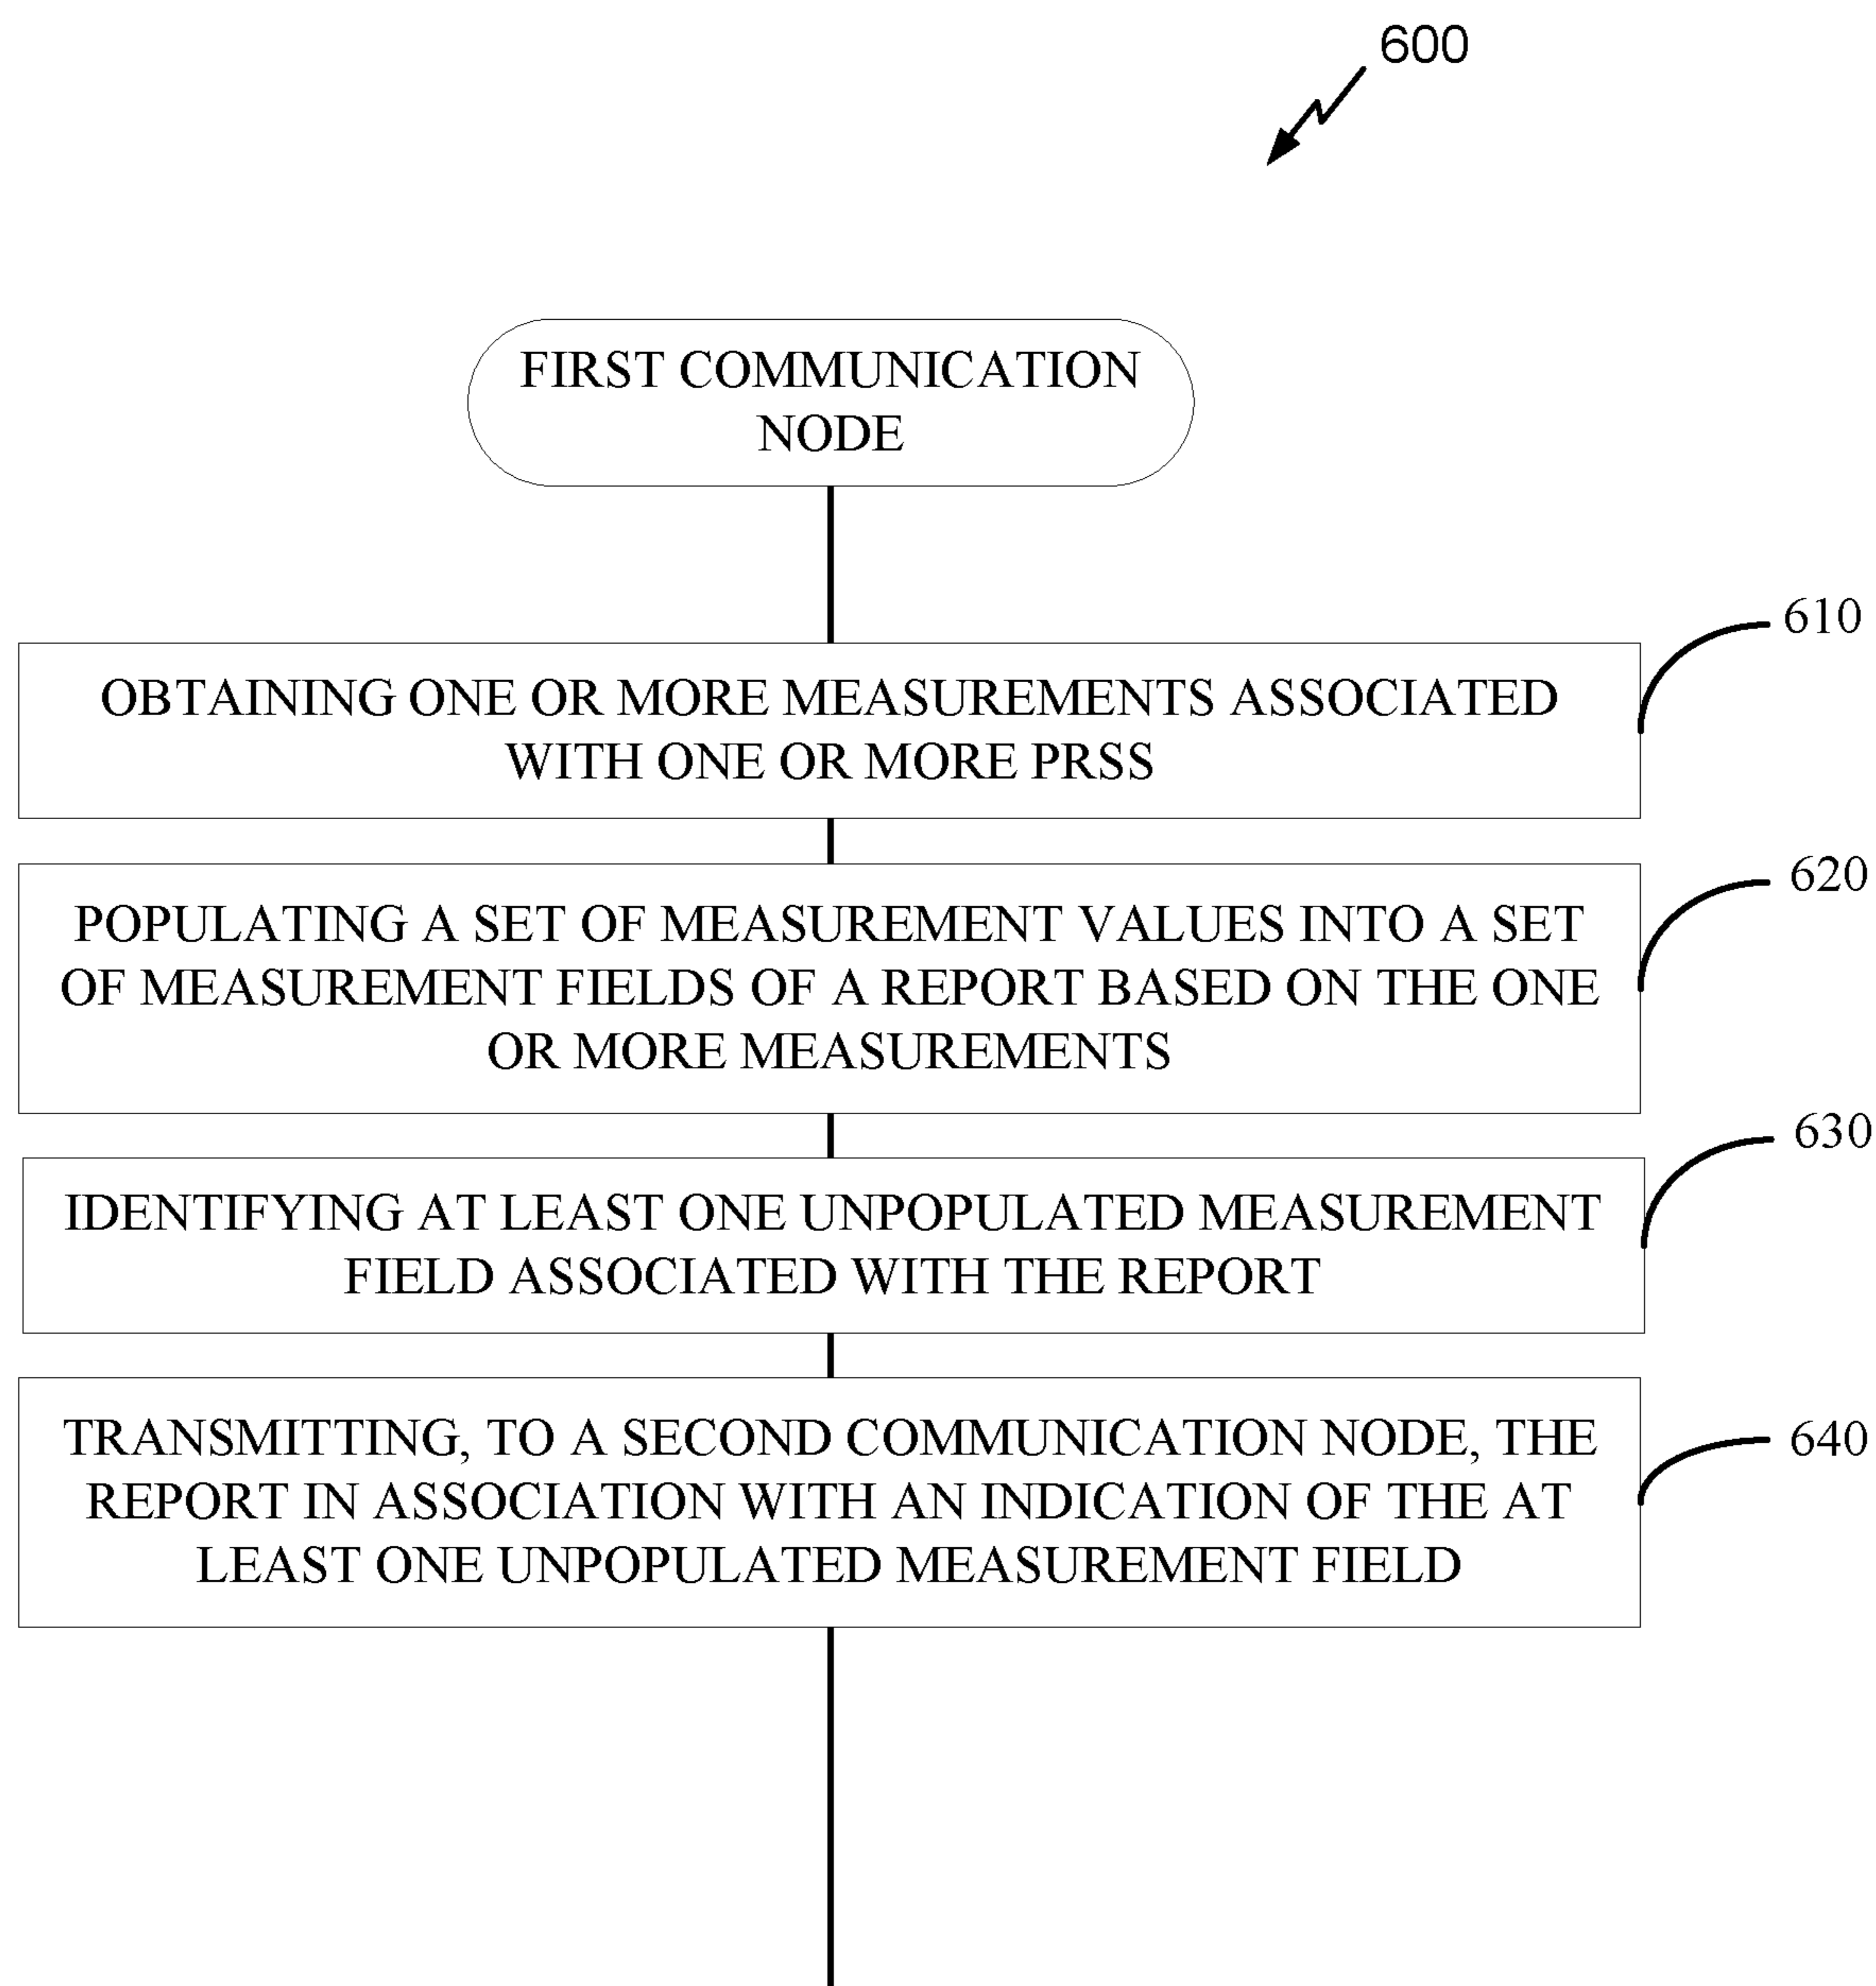 600
FIRST COMMUNICATION
NODE
610
OBTAINING ONE OR MORE MEASUREMENTS ASSOCIATED
WITH ONE OR MORE PRSS
620
POPULATING A SET OF MEASUREMENT VALUES INTO A SET
OF MEASUREMENT FIELDS OF A REPORT BASED ON THE ONE
OR MORE MEASUREMENTS
630
IDENTIFYING AT LEAST ONE UNPOPULATED MEASUREMENT
FIELD ASSOCIATED WITH THE REPORT
640
TRANSMITTING, TO A SECOND COMMUNICATION NODE, THE
REPORT IN ASSOCIATION WITH AN INDICATION OF THE AT
LEAST ONE UNPOPULATED MEASUREMENT FIELD